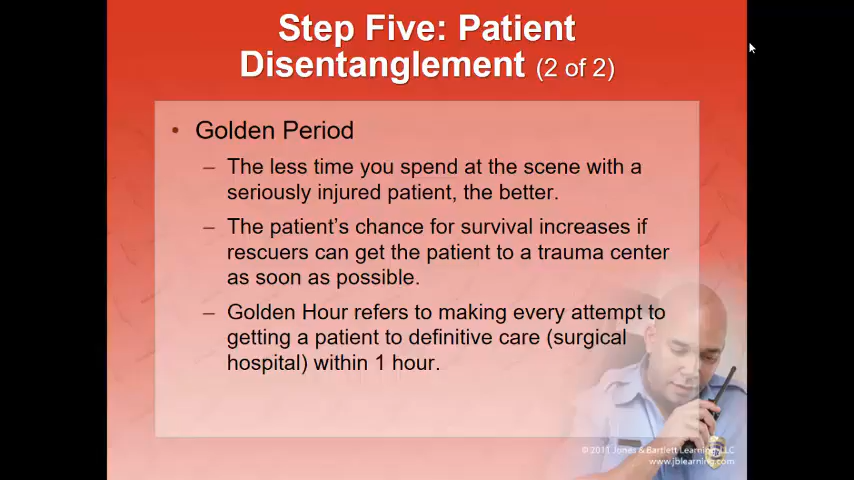 Step Five: Patient
Disentanglement (2 of 2)
• Golden Period
– The less time you spend at the scene with a
seriously injured patient, the better.
– The patient's chance for survival increases if
rescuers can get the patient to a trauma center
as soon as possible.
– Golden Hour refers to making every attempt to
getting a patient to definitive care (surgical
hospital) within 1 hour.
© 2011 Jones & Bartlett Learning, LLC
www.jblearning.com